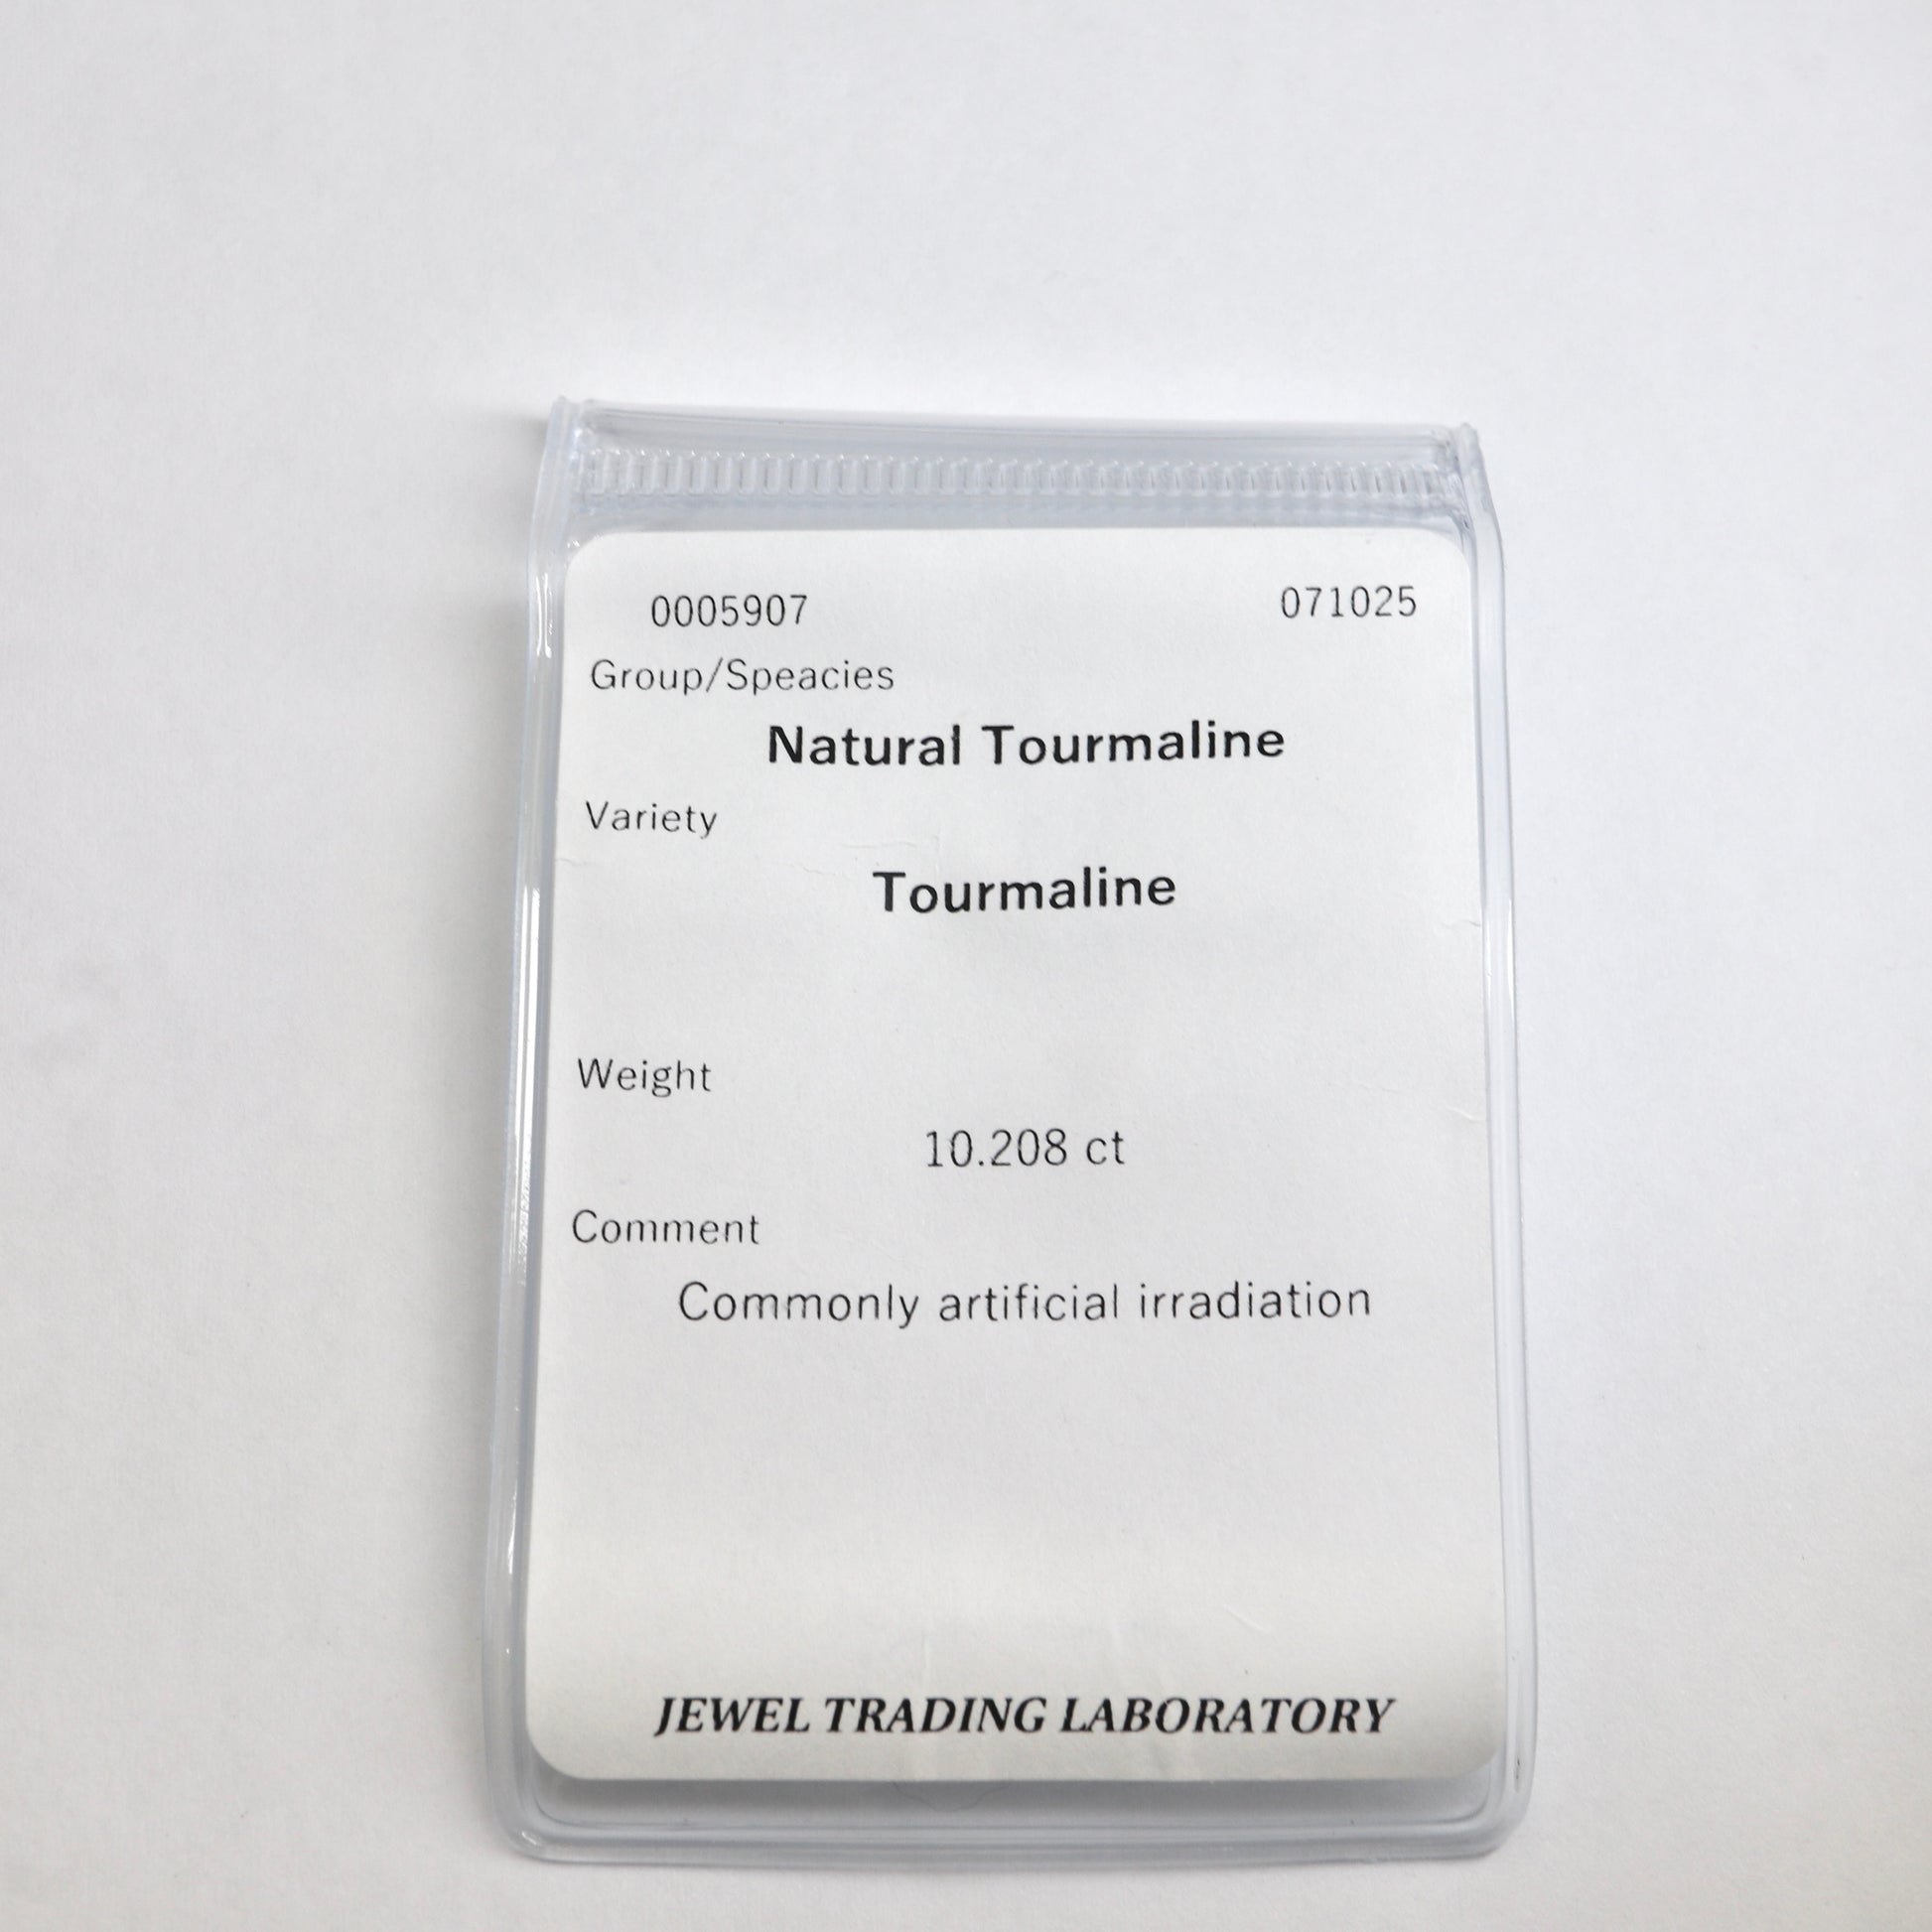 0005907 071025
Group/Speacies
Natural Tourmaline
Variety
Tourmaline
Weight
10.208 ct
Comment
Commonly artificial irradiation
JEWEL TRADING LABORATORY